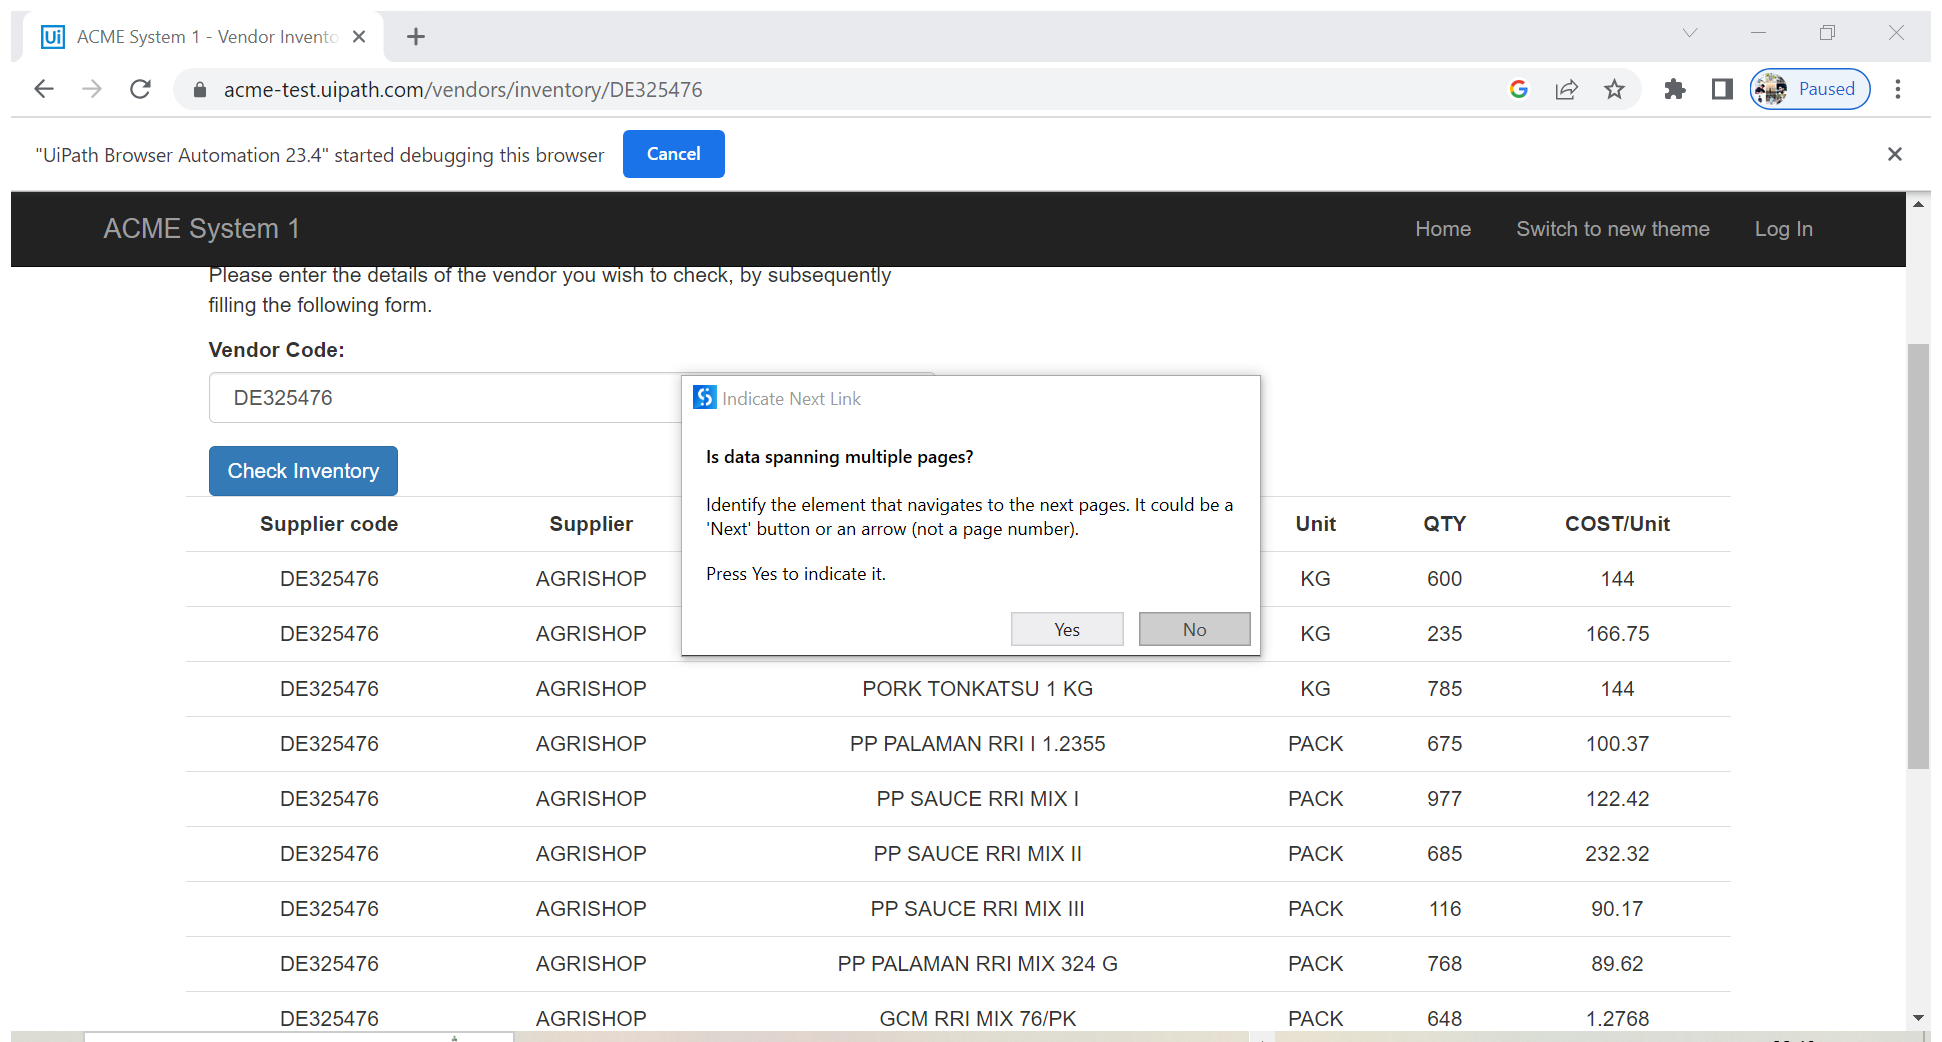 Ui ACME System 1 - Vendor Invento
acme-test.uipath.com/vendors/inventory/DE325476
Paused
"UiPath Browser Automation 23.4" started debugging this browser
Cancel
ACME System 1
Home
Switch to new theme
Log In
Please enter the details of the vendor you wish to check, by subsequently
filling the following form.
Vendor Code:
DE325476
Check Inventory
Indicate Next Link
Is data spanning multiple pages?
Identify the element that navigates to the next pages. It could be a
'Next' button or an arrow (not a page number).
Press Yes to indicate it.
Yes No
Supplier code Supplier Unit QTY COST/Unit
DE325476 AGRISHOP KG 600 144
DE325476 AGRISHOP KG 235 166.75
DE325476 AGRISHOP PORK TONKATSU 1 KG KG 785 144
DE325476 AGRISHOP PP PALAMAN RRI I 1.2355 PACK 675 100.37
DE325476 AGRISHOP PP SAUCE RRI MIX I PACK 977 122.42
DE325476 AGRISHOP PP SAUCE RRI MIX II PACK 685 232.32
DE325476 AGRISHOP PP SAUCE RRI MIX III PACK 116 90.17
DE325476 AGRISHOP PP PALAMAN RRI MIX 324 G PACK 768 89.62
DE325476 AGRISHOP GCM RRI MIX 76/PK PACK 648 1.2768